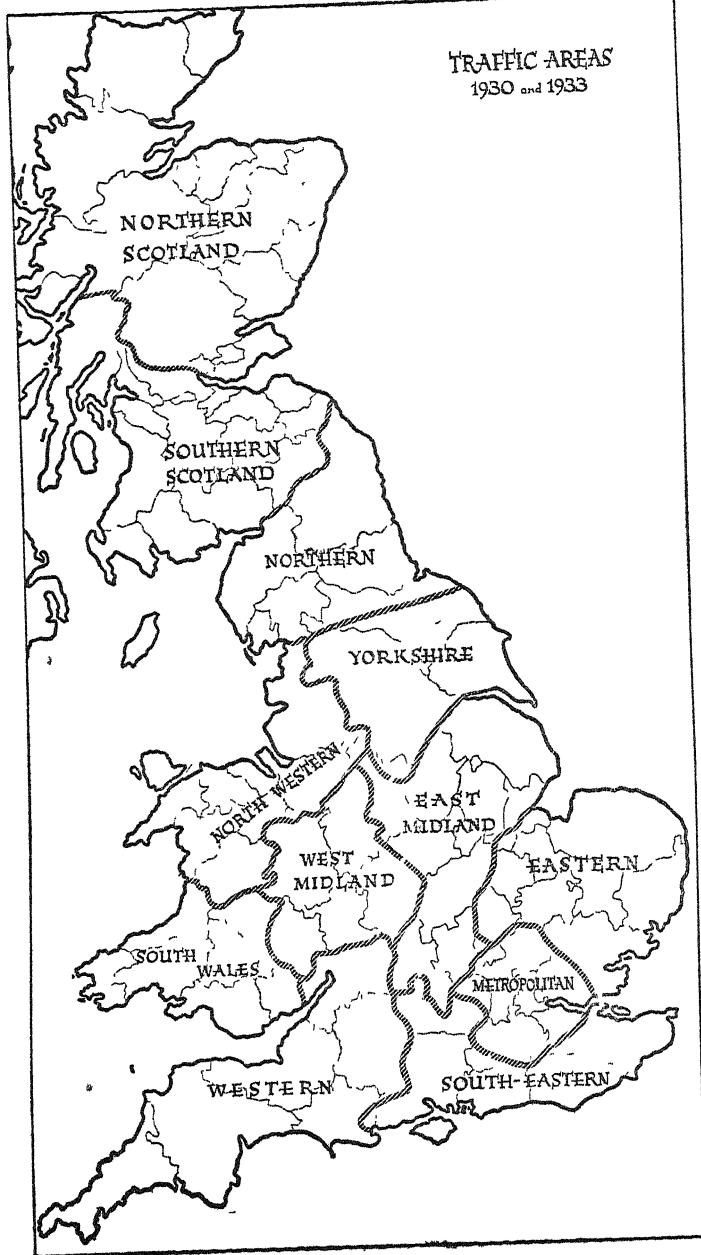 TRAFFIC AREAS
1930 and 1933
NORTHERN
SCOTLAND
SOUTHERN
SCOTLAND
NORTHERN
YORKSHIRE
NORTH WESTERN
EAST
MIDLAND
WEST
MIDLAND
EASTERN
SOUTH
WALES
METROPOLITAN
WESTERN
SOUTH-EASTERN